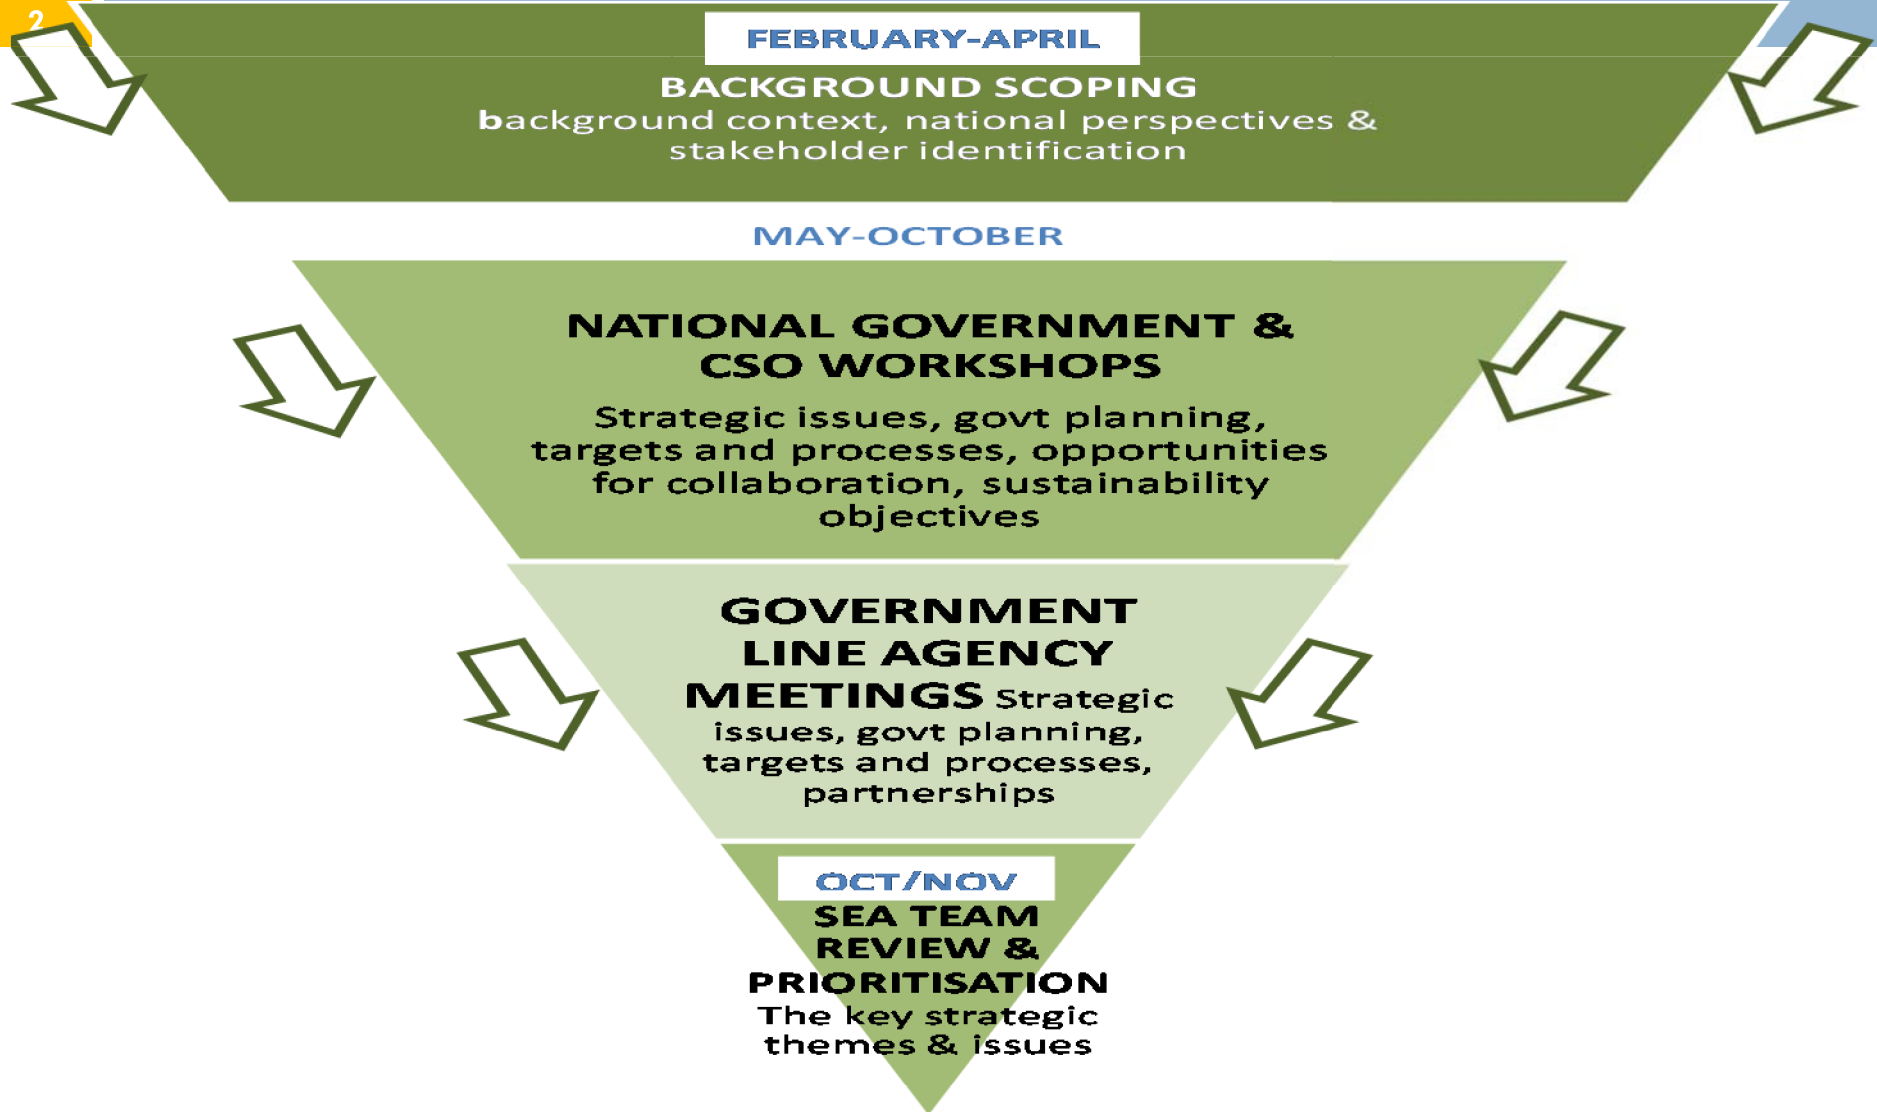 2
FEBRUARY-APRIL
BACKGROUND SCOPING
background context, national perspectives &
stakeholder identification
MAY-OCTOBER
NATIONAL GOVERNMENT &
CSO WORKSHOPS
Strategic issues, govt planning,
targets and processes, opportunities
for collaboration, sustainability
objectives
GOVERNMENT
LINE AGENCY
MEETINGS Strategic
issues, govt planning,
targets and processes,
partnerships
OCT/NOV
SEA TEAM
REVIEW &
PRIORITISATION
The key strategic
themes & issues